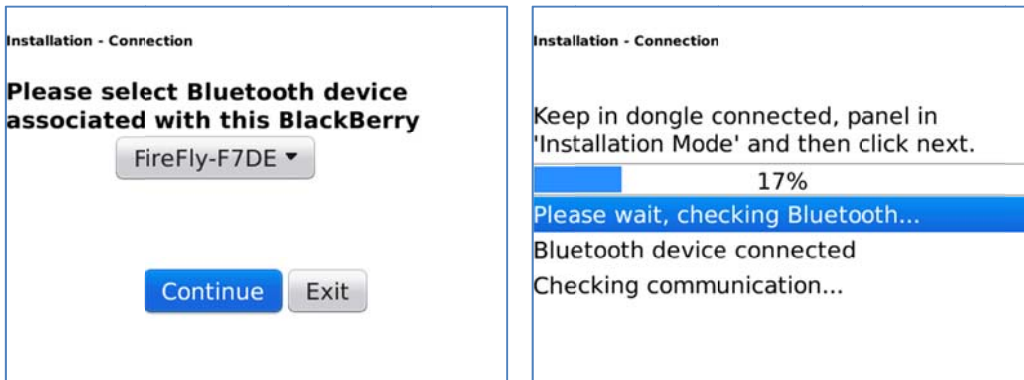 Installation - Connection
Please select Bluetooth device
associated with this BlackBerry
FireFly-F7DE
Continue
Exit
Installation - Connection
Keep in dongle connected, panel in
'Installation Mode' and then click next.
17%
Please wait, checking Bluetooth...
Bluetooth device connected
Checking communication...